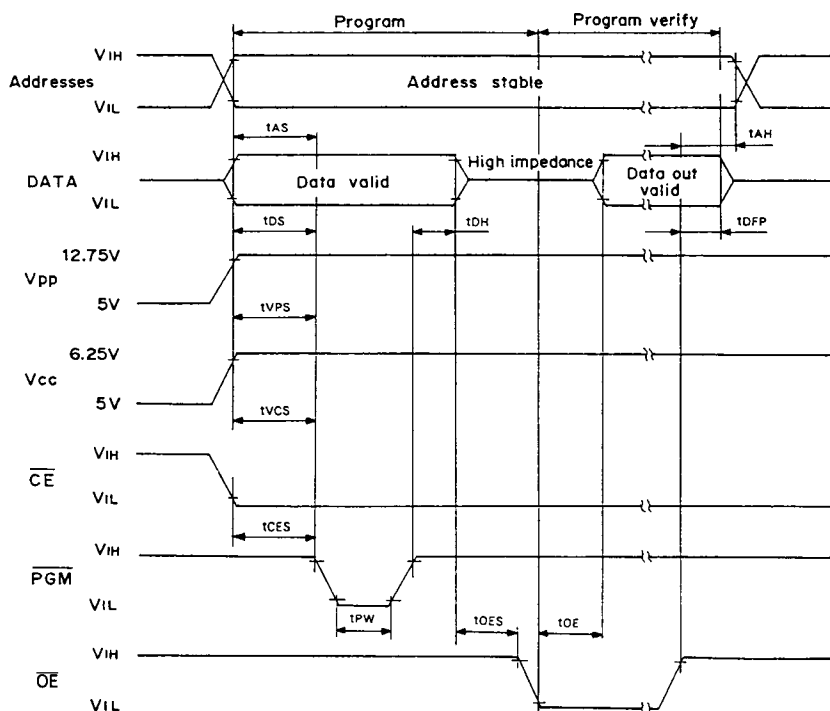 Program
Program verify
VIH
Addresses
Address stable
VIL
tAS
tAH
VIH
High impedance
DATA
Data valid
Data out
valid
VIL
tDS
tDH
tDFP
12.75V
Vpp
5V
tVPS
6.25V
Vcc
5V
tVCS
VIH
CE
VIL
tCES
VIH
PGM
VIL
tPW
tOES
tOE
VIH
OE
VIL